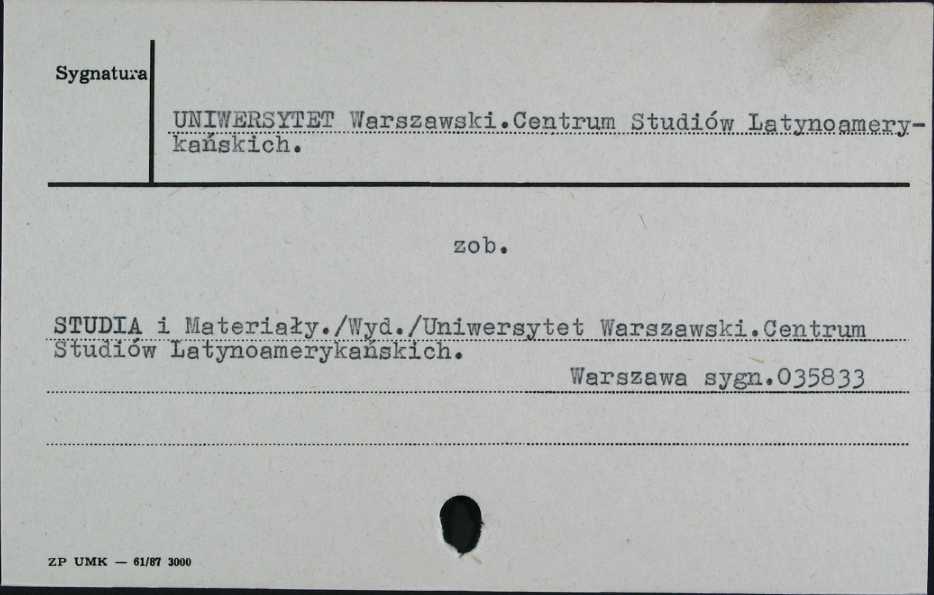 Sygnatura
UNIWERSYTET Warszawski.Centrum Studiów Latynoamery-
kańskich.
zob.
STUDIA i Materiały./Wyd./Uniwersytet Warszawski.Centrum
Studiów Latynoamerykańskich.
Warszawa sygn.035833
ZP UMK — 61/87 3000